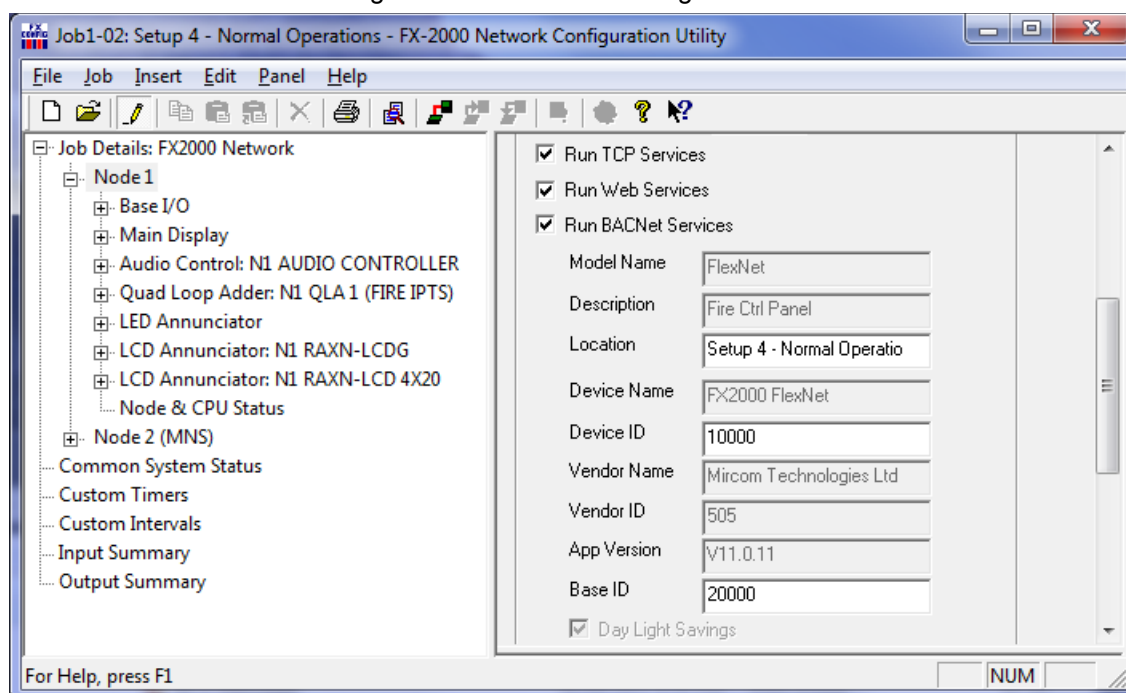 Job1-02: Setup 4 - Normal Operations - FX-2000 Network Configuration Utility
File Job Insert Edit Panel Help
Job Details: FX2000 Network
Node 1
Base I/O
Main Display
Audio Control: N1 AUDIO CONTROLLER
Quad Loop Adder: N1 QLA 1 (FIRE IPTS)
LED Annunciator
LCD Annunciator: N1 RAXN-LCDG
LCD Annunciator: N1 RAXN-LCD 4X20
Node & CPU Status
Node 2 (MNS)
Common System Status
Custom Timers
Custom Intervals
Input Summary
Output Summary
Run TCP Services
Run Web Services
Run BACNet Services
Model Name FlexNet
Description Fire Ctrl Panel
Location Setup 4 - Normal Operatio
Device Name FX2000 FlexNet
Device ID 10000
Vendor Name Mircom Technologies Ltd
Vendor ID 505
App Version V11.0.11
Base ID 20000
Day Light Savings
For Help, press F1
NUM